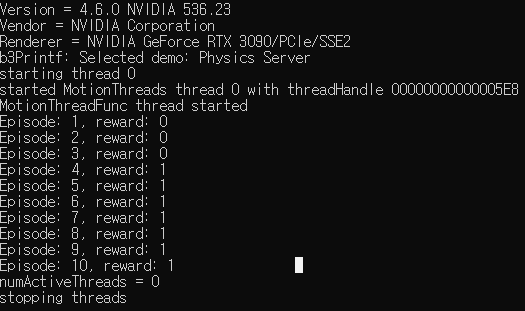 Version = 4.6.0 NVIDIA 536.23
Vendor = NVIDIA Corporation
Renderer = NVIDIA GeForce RTX 3090/PCIe/SSE2
b3Printf: Selected demo: Physics Server
starting thread 0
started MotionThreads thread 0 with threadHandle 00000000000005E8
MotionThreadFunc thread started
Episode: 1, reward: 0
Episode: 2, reward: 0
Episode: 3, reward: 0
Episode: 4, reward: 1
Episode: 5, reward: 1
Episode: 6, reward: 1
Episode: 7, reward: 1
Episode: 8, reward: 1
Episode: 9, reward: 1
Episode: 10, reward: 1
numActiveThreads = 0
stopping threads